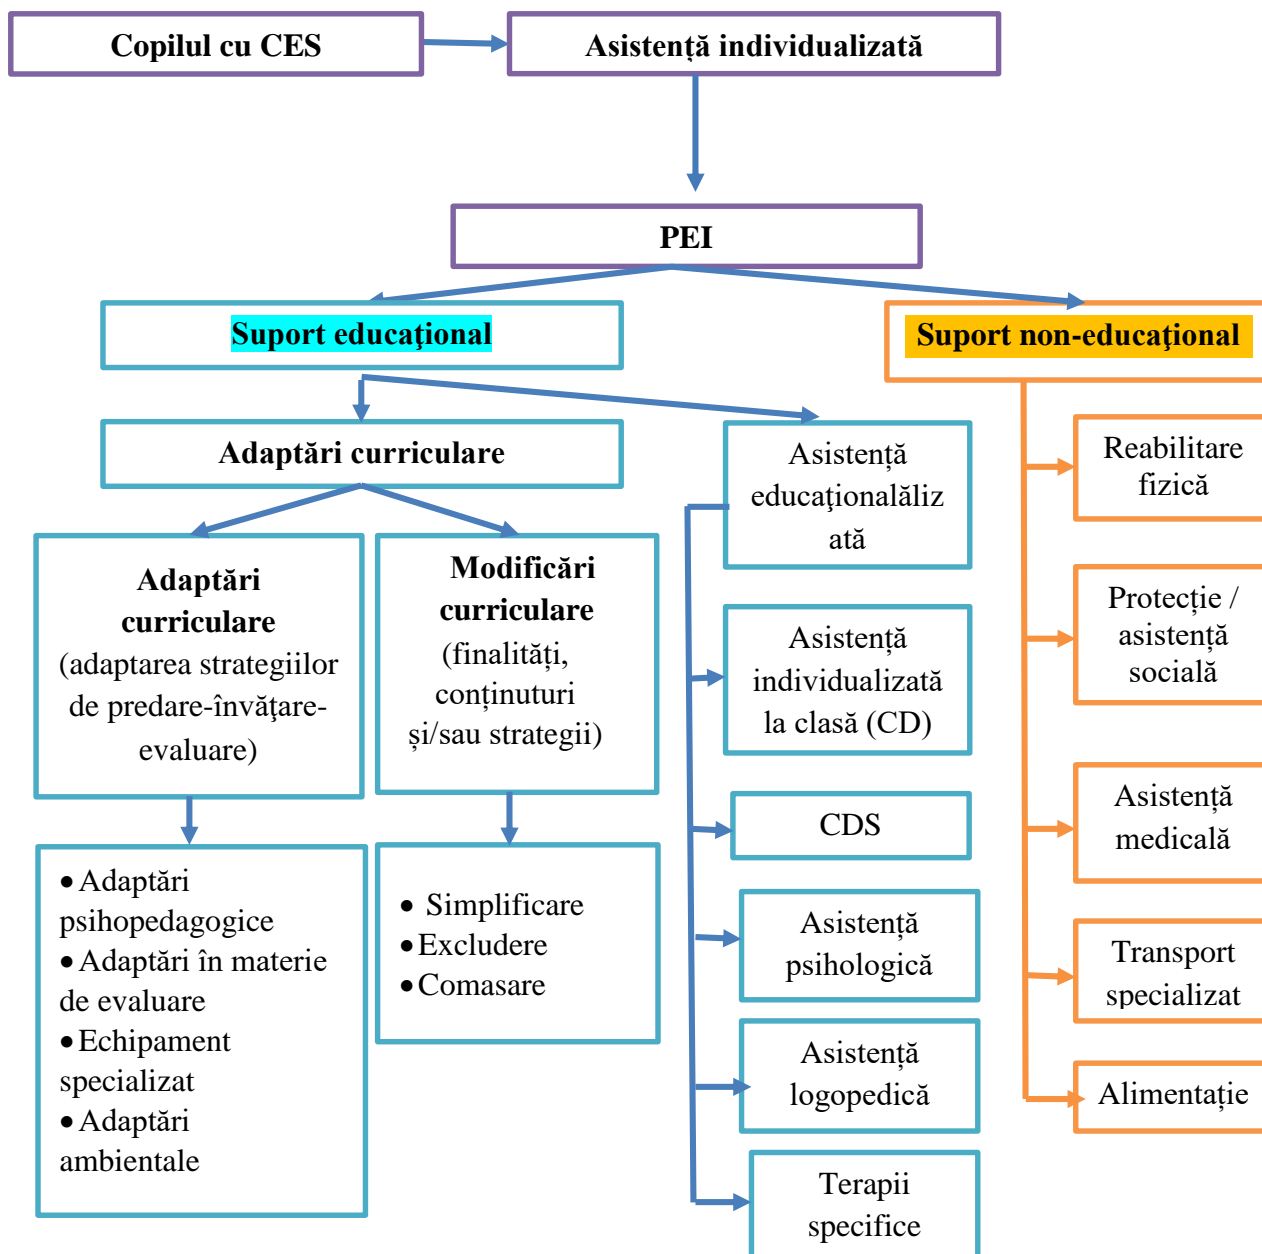 Copilul cu CES
Asistență individualizată
PEI
Suport educaţional
Suport non-educaţional
Adaptări curriculare
Adaptări
curriculare
(adaptarea strategiilor
de predare-învăţare-
evaluare)
Modificări
curriculare
(finalități,
conținuturi
și/sau strategii)
• Adaptări
psihopedagogice
• Adaptări în materie
de evaluare
• Echipament
specializat
• Adaptări
ambientale
• Simplificare
• Excludere
• Comasare
Asistență
educaţionalăliz
ată
Asistență
individualizată
la clasă (CD)
CDS
Asistență
psihologică
Asistență
logopedică
Terapii
specifice
Reabilitare
fizică
Protecție /
asistență
socială
Asistență
medicală
Transport
specializat
Alimentație